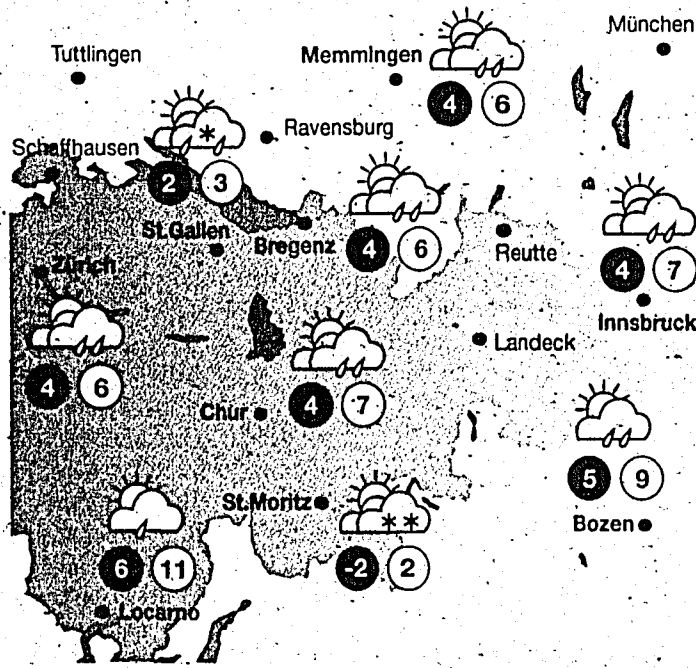 München
Tuttlingen
Memmingen
4 6
Ravensburg
Schaffhausen
2 3
St.Gallen
Bregenz
4 6
Reutte
Zürich
4 7
Innsbruck
Landeck
4 6
Chur
4 7
5 9
St.Moritz
Bozen
6 11
-2 2
Locarno